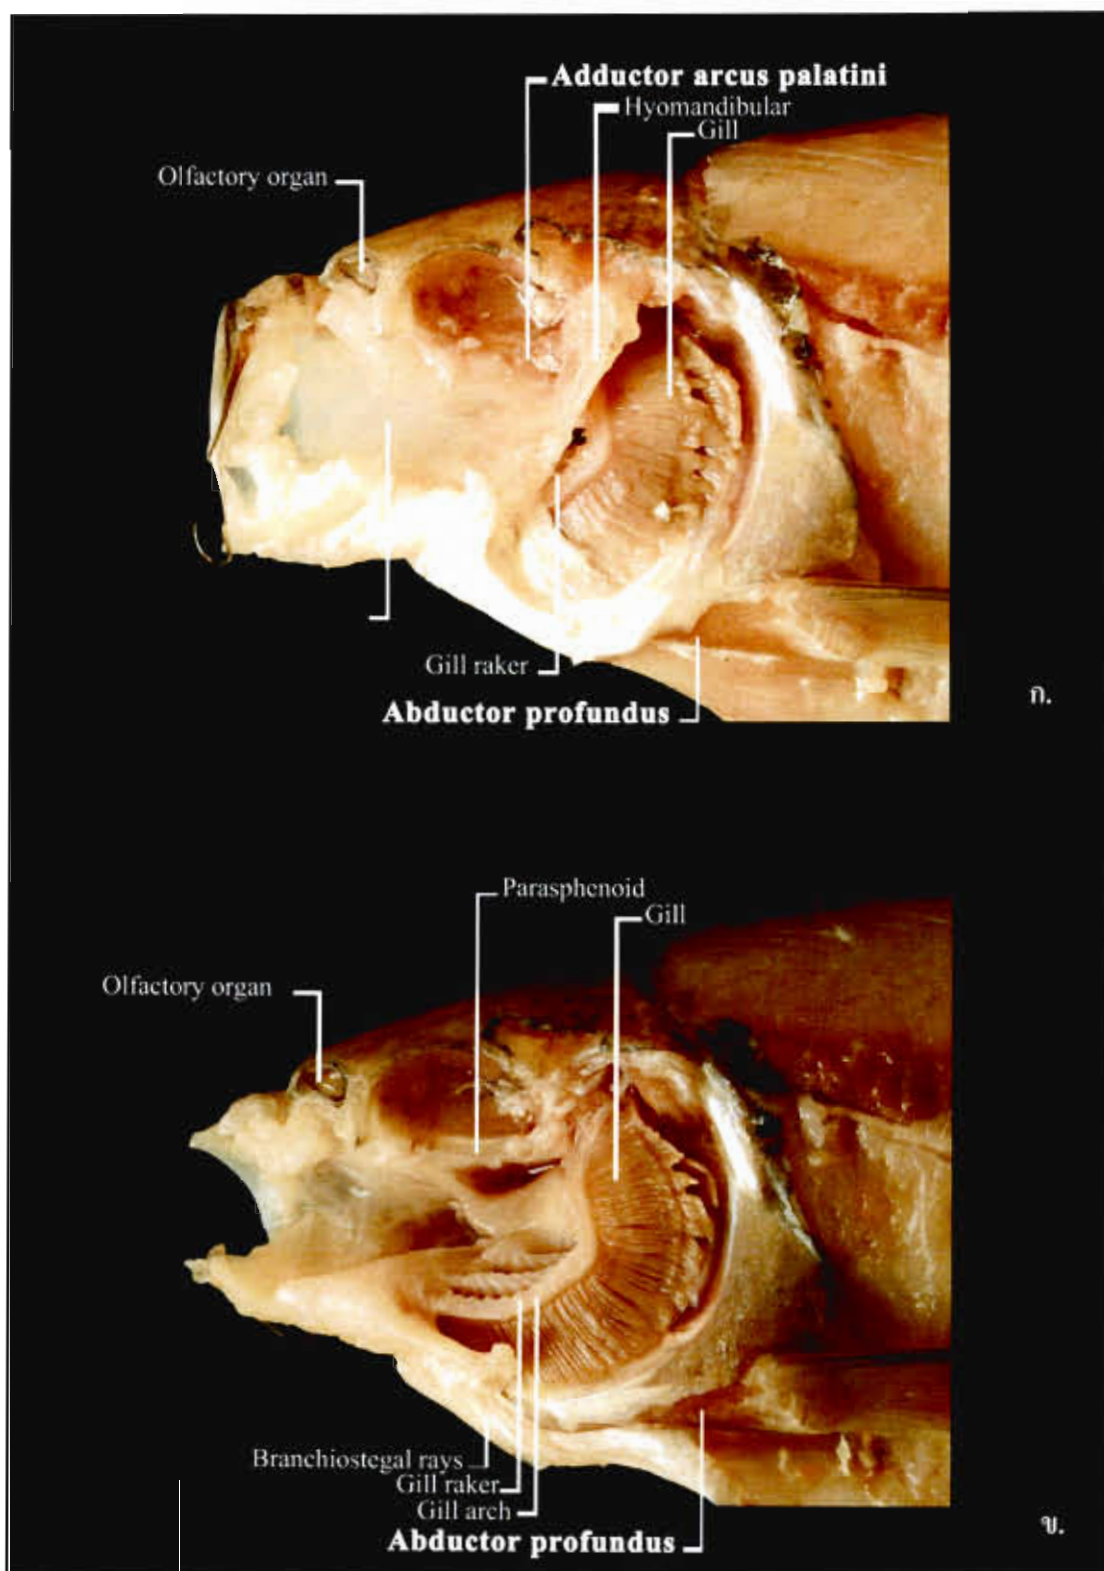 Adductor arcus palatini
Hyomandibular
Gill
Olfactory organ
Gill raker
Abductor profundus
ก.
Parasphenoid
Gill
Olfactory organ
Branchiostegal rays
Gill raker
Gill arch
Abductor profundus
ข.